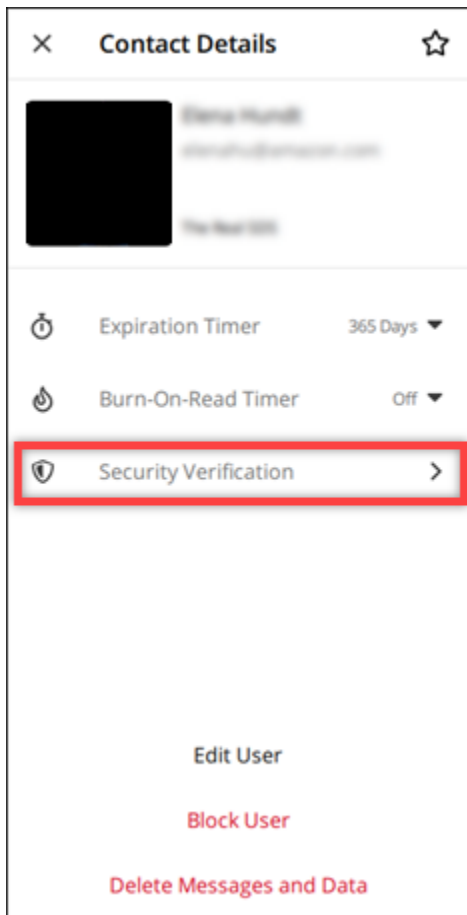 Contact Details
Expiration Timer 365 Days
Burn-On-Read Timer Off
Security Verification
Edit User
Block User
Delete Messages and Data